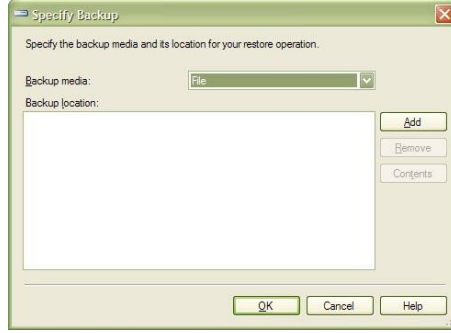 Specify Backup
Specify the backup media and its location for your restore operation.
Backup media:
File
Backup location:
Add
Remove
Contents
OK
Cancel
Help